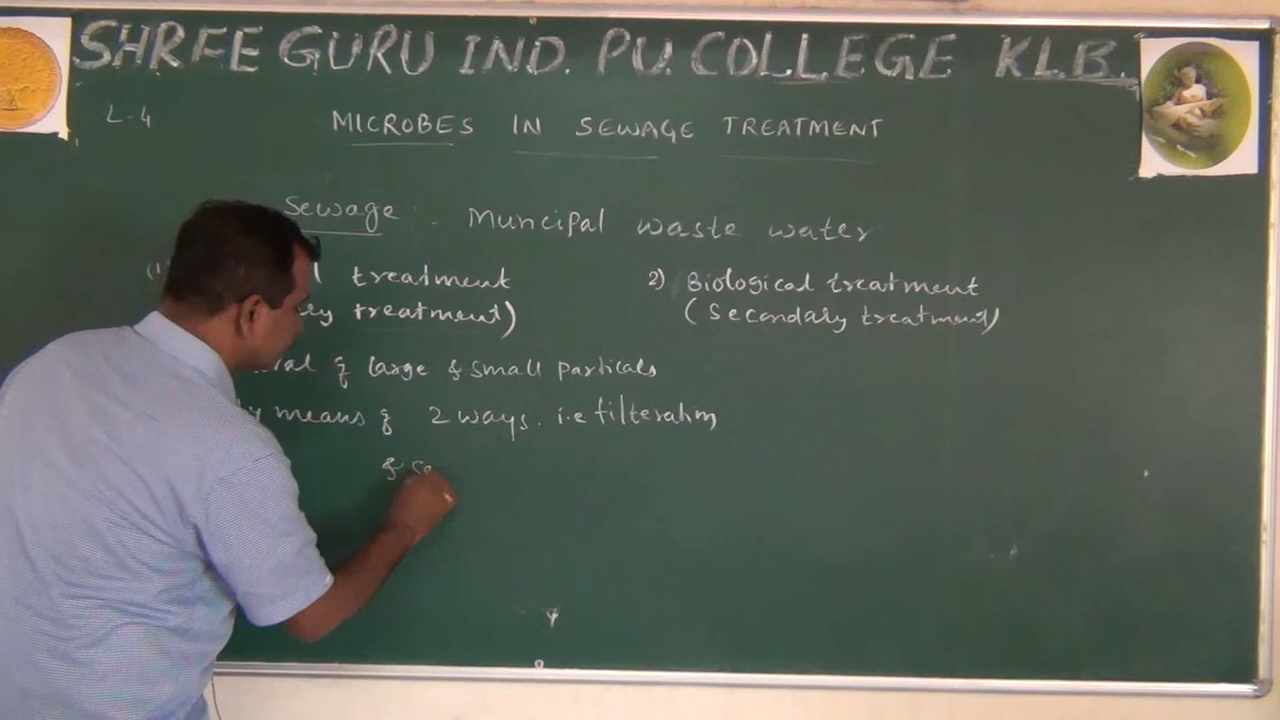 SHREE GURU IND. PU. COLLEGE KLB.
L-4
MICROBES IN SEWAGE TREATMENT
Sewage : - Muncipal waste water
(1) treatment
2) Biological treatment
treatment)
(Secondary treatment)
large & small particals
means of 2 ways. i.e filteration
&